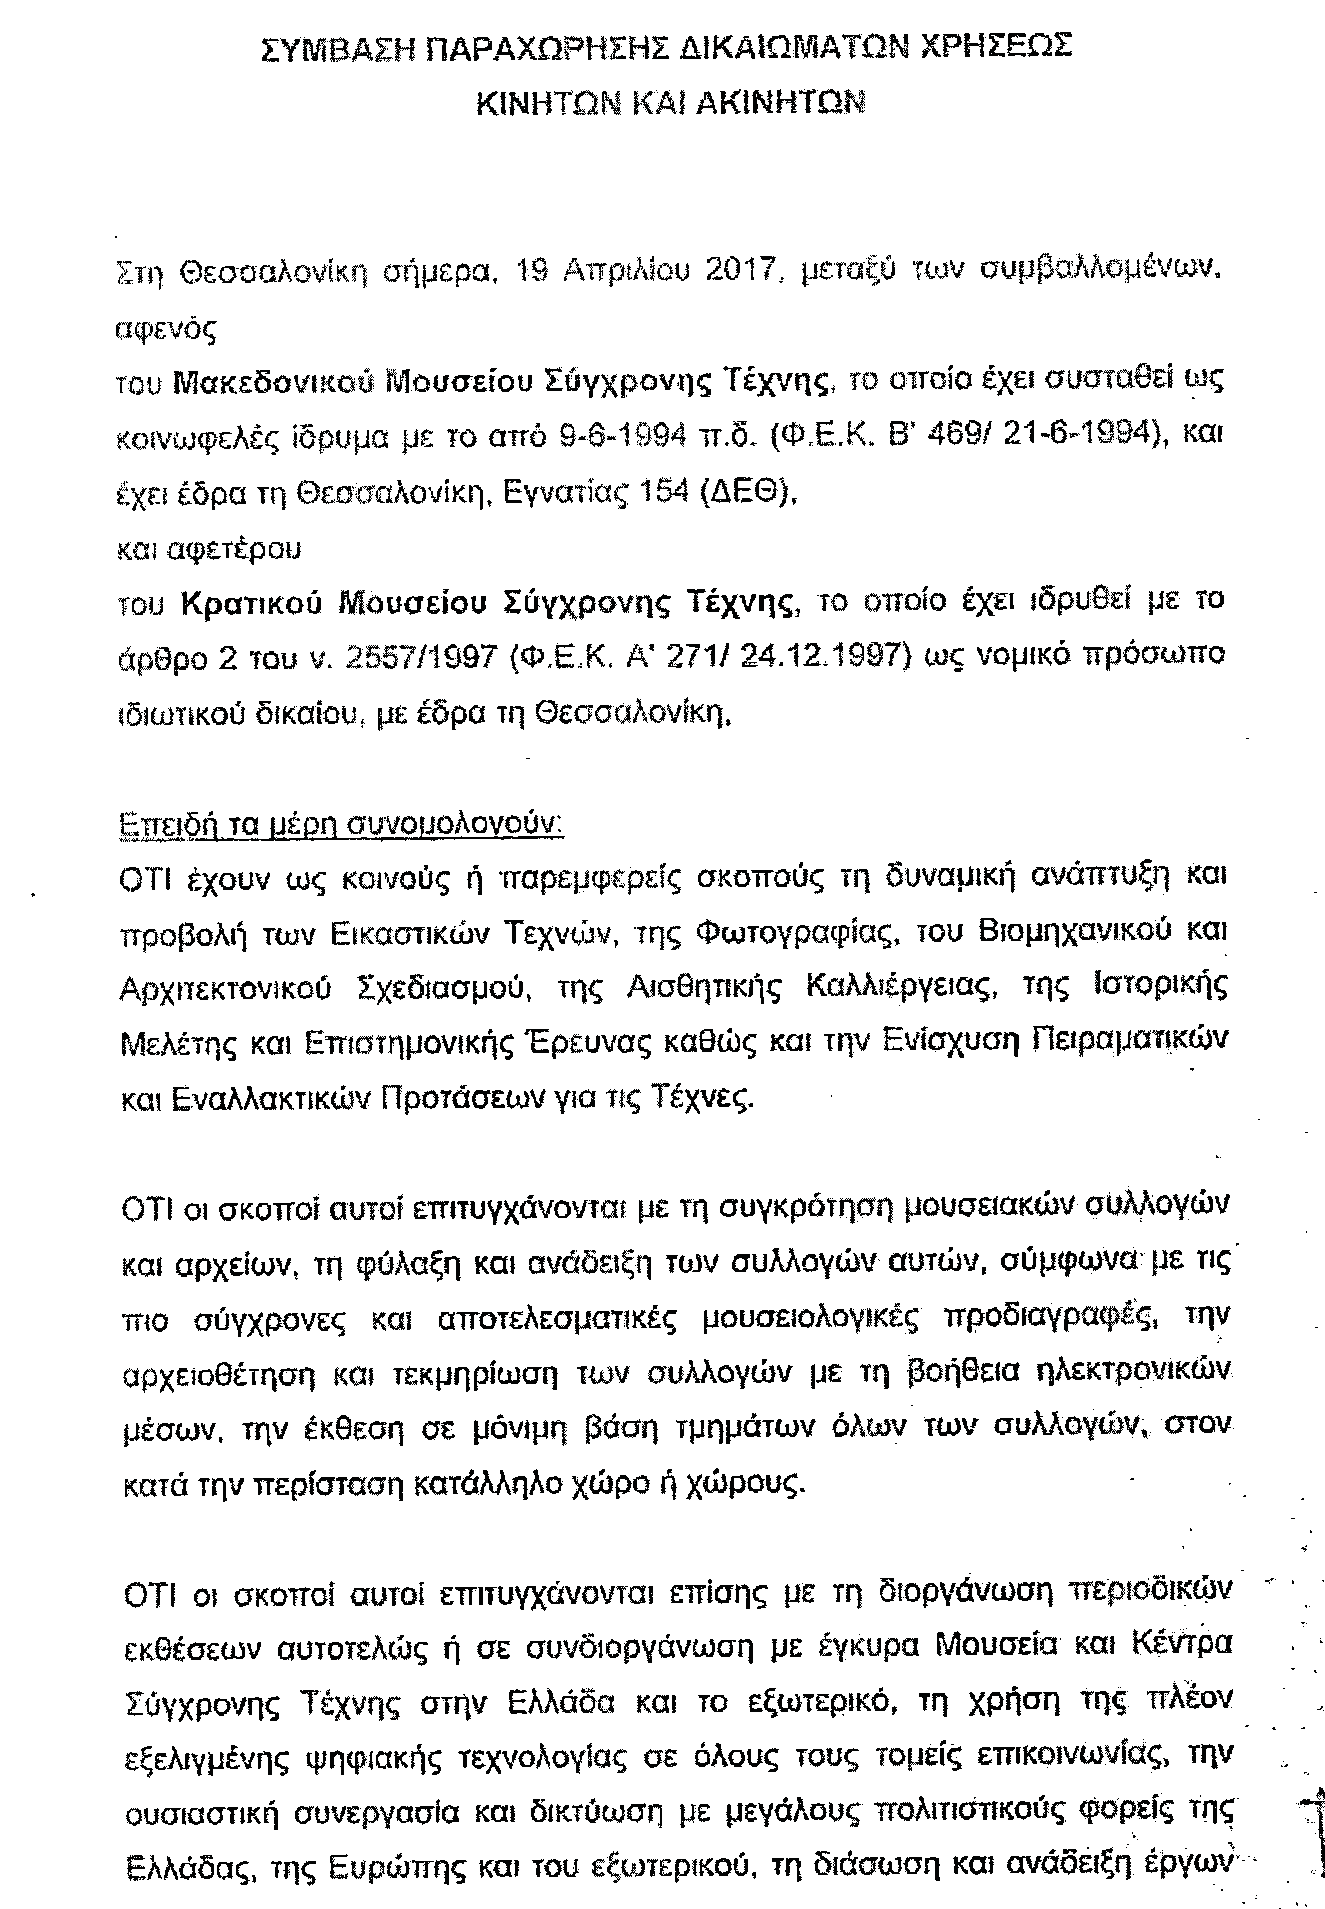 ΣΥΜΒΑΣΗ ΠΑΡΑΧΩΡΗΣΗΣ ΔΙΚΑΙΩΜΑΤΩΝ ΧΡΗΣΕΩΣ
ΚΙΝΗΤΩΝ ΚΑΙ ΑΚΙΝΗΤΩΝ
Στη Θεσσαλονίκη σήμερα, 19 Απριλίου 2017, μεταξύ των συμβαλλομένων,
αφενός
του Μακεδονικού Μουσείου Σύγχρονης Τέχνης, το οποίο έχει συσταθεί ως
κοινωφελές ίδρυμα με το από 9-6-1994 π.δ. (Φ.Ε.Κ. Β' 469/ 21-6-1994), και
έχει έδρα τη Θεσσαλονίκη, Εγνατίας 154 (ΔΕΘ),
και αφετέρου
του Κρατικού Μουσείου Σύγχρονης Τέχνης, το οποίο έχει ιδρυθεί με το
άρθρο 2 του ν. 2557/1997 (Φ.Ε.Κ. Α' 271/ 24.12.1997) ως νομικό πρόσωπο
ιδιωτικού δικαίου, με έδρα τη Θεσσαλονίκη,
Επειδή τα μέρη συνομολογούν:
ΟΤΙ έχουν ως κοινούς ή παρεμφερείς σκοπούς τη δυναμική ανάπτυξη και
προβολή των Εικαστικών Τεχνών, της Φωτογραφίας, του Βιομηχανικού και
Αρχιτεκτονικού Σχεδιασμού, της Αισθητικής Καλλιέργειας, της Ιστορικής
Μελέτης και Επιστημονικής Έρευνας καθώς και την Ενίσχυση Πειραματικών
και Εναλλακτικών Προτάσεων για τις Τέχνες.
ΟΤΙ οι σκοποί αυτοί επιτυγχάνονται με τη συγκρότηση μουσειακών συλλογών
και αρχείων, τη φύλαξη και ανάδειξη των συλλογών αυτών, σύμφωνα με τις
πιο σύγχρονες και αποτελεσματικές μουσειολογικές προδιαγραφές, την
αρχειοθέτηση και τεκμηρίωση των συλλογών με τη βοήθεια ηλεκτρονικών
μέσων, την έκθεση σε μόνιμη βάση τμημάτων όλων των συλλογών, στον
κατά την περίσταση κατάλληλο χώρο ή χώρους.
ΟΤΙ οι σκοποί αυτοί επιτυγχάνονται επίσης με τη διοργάνωση περιοδικών
εκθέσεων αυτοτελώς ή σε συνδιοργάνωση με έγκυρα Μουσεία και Κέντρα
Σύγχρονης Τέχνης στην Ελλάδα και το εξωτερικό, τη χρήση της πλέον
εξελιγμένης ψηφιακής τεχνολογίας σε όλους τους τομείς επικοινωνίας, την
ουσιαστική συνεργασία και δικτύωση με μεγάλους πολιτιστικούς φορείς της
Ελλάδας, της Ευρώπης και του εξωτερικού, τη διάσωση και ανάδειξη έργων